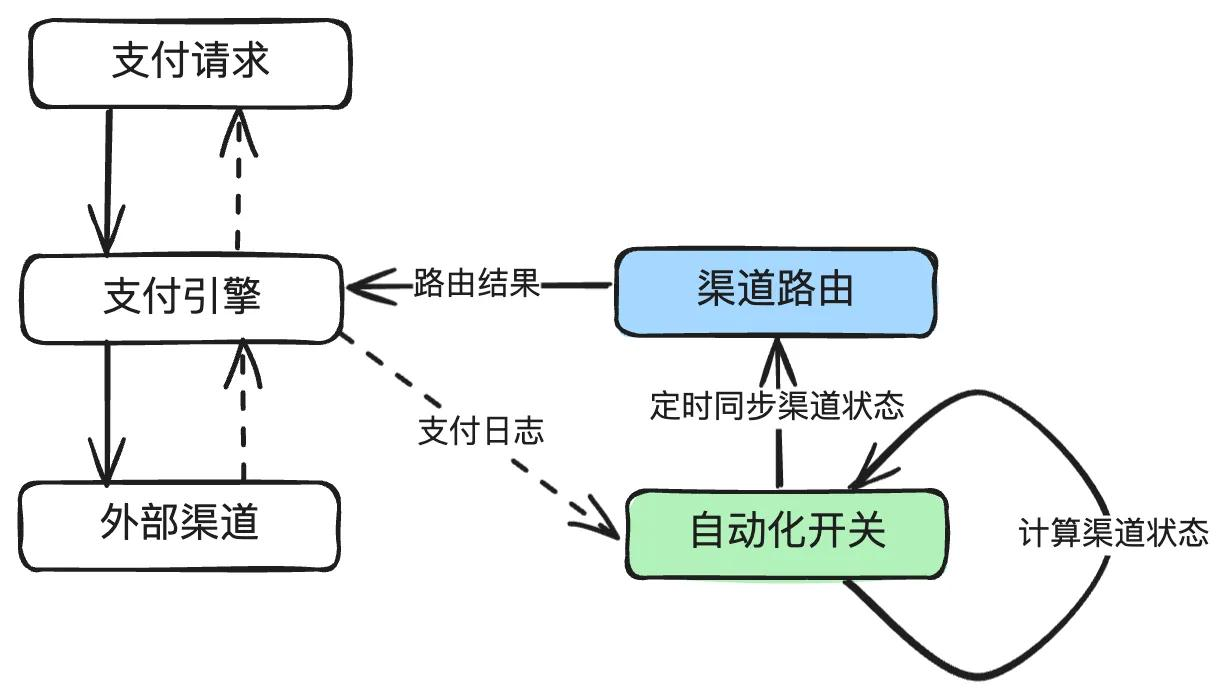 支付请求
支付引擎
路由结果
渠道路由
支付日志
定时同步渠道状态
外部渠道
自动化开关
计算渠道状态